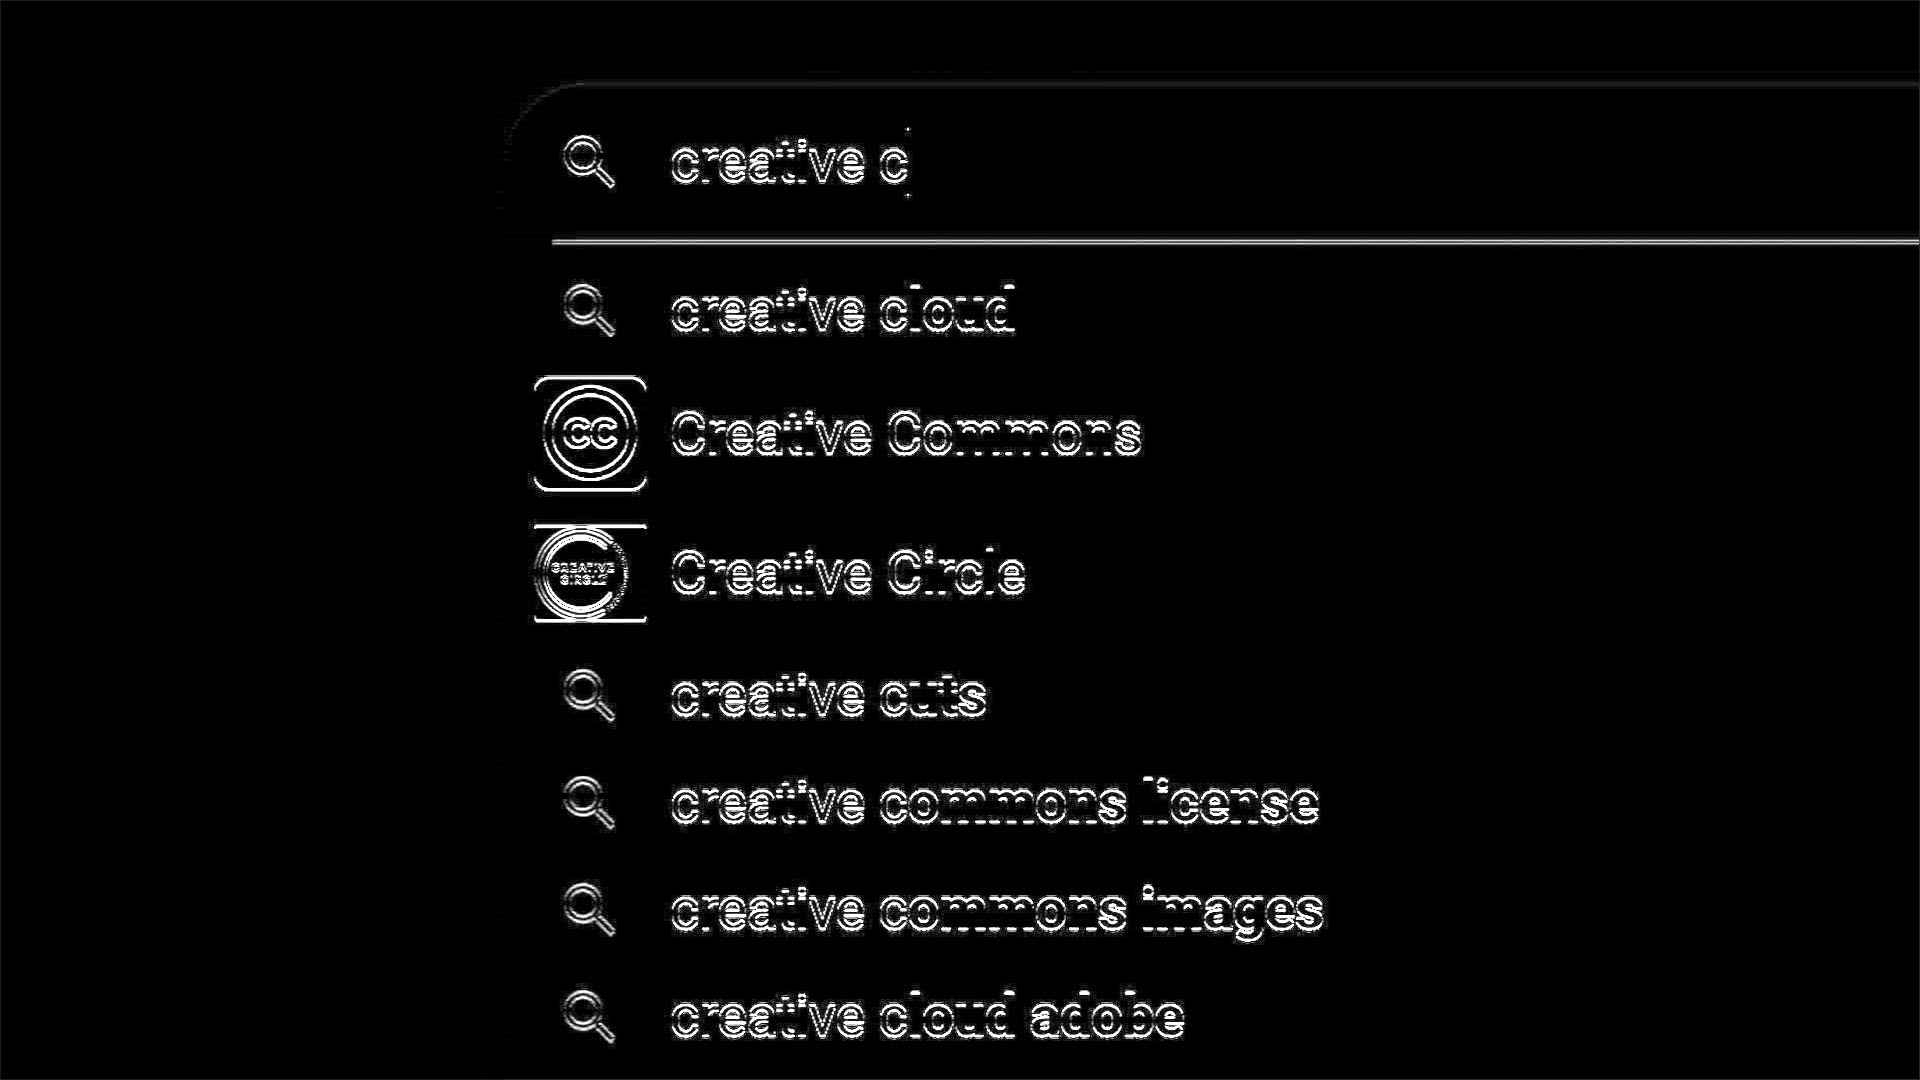 creative c
creative cloud
CC
Creative Commons
CREATIVE
CIRCLE
Creative Circle
creative cuts
creative commons license
creative commons images
creative cloud adobe